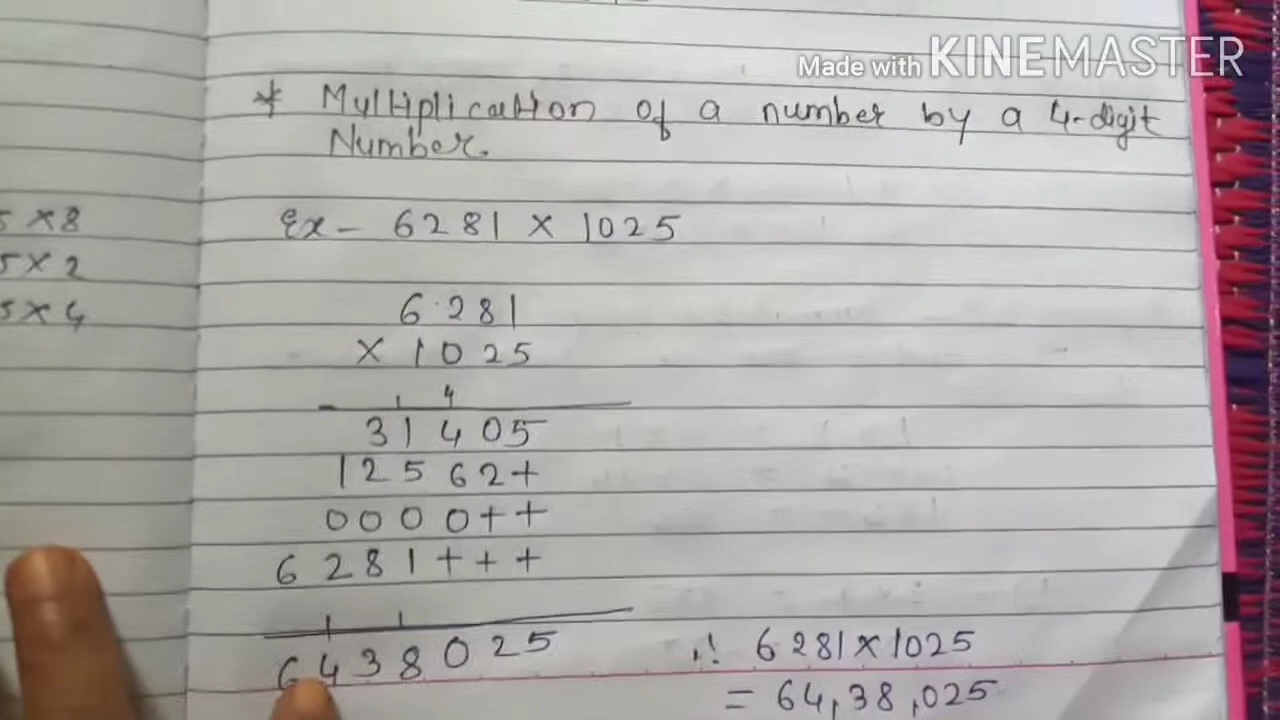 Made with KINEMASTER
* Multiplication of a number by a 4-digit
Number.
5 × 8
5 × 2
5 × 4
Ex - 6281 × 1025
6281
× 1025
1 4
31405
12562+
0000++
6281+++
1 1
6438025
∴ 6281×1025
= 64,38,025